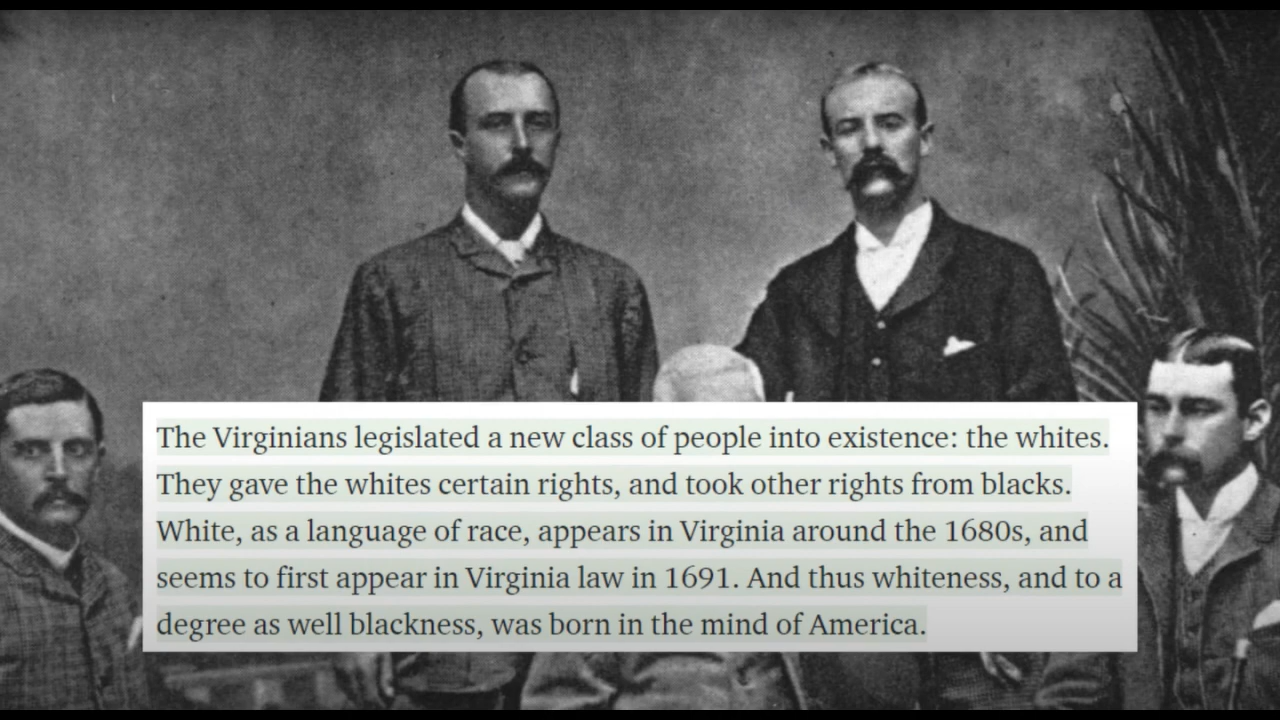 The Virginians legislated a new class of people into existence: the whites.
They gave the whites certain rights, and took other rights from blacks.
White, as a language of race, appears in Virginia around the 1680s, and
seems to first appear in Virginia law in 1691. And thus whiteness, and to a
degree as well blackness, was born in the mind of America.